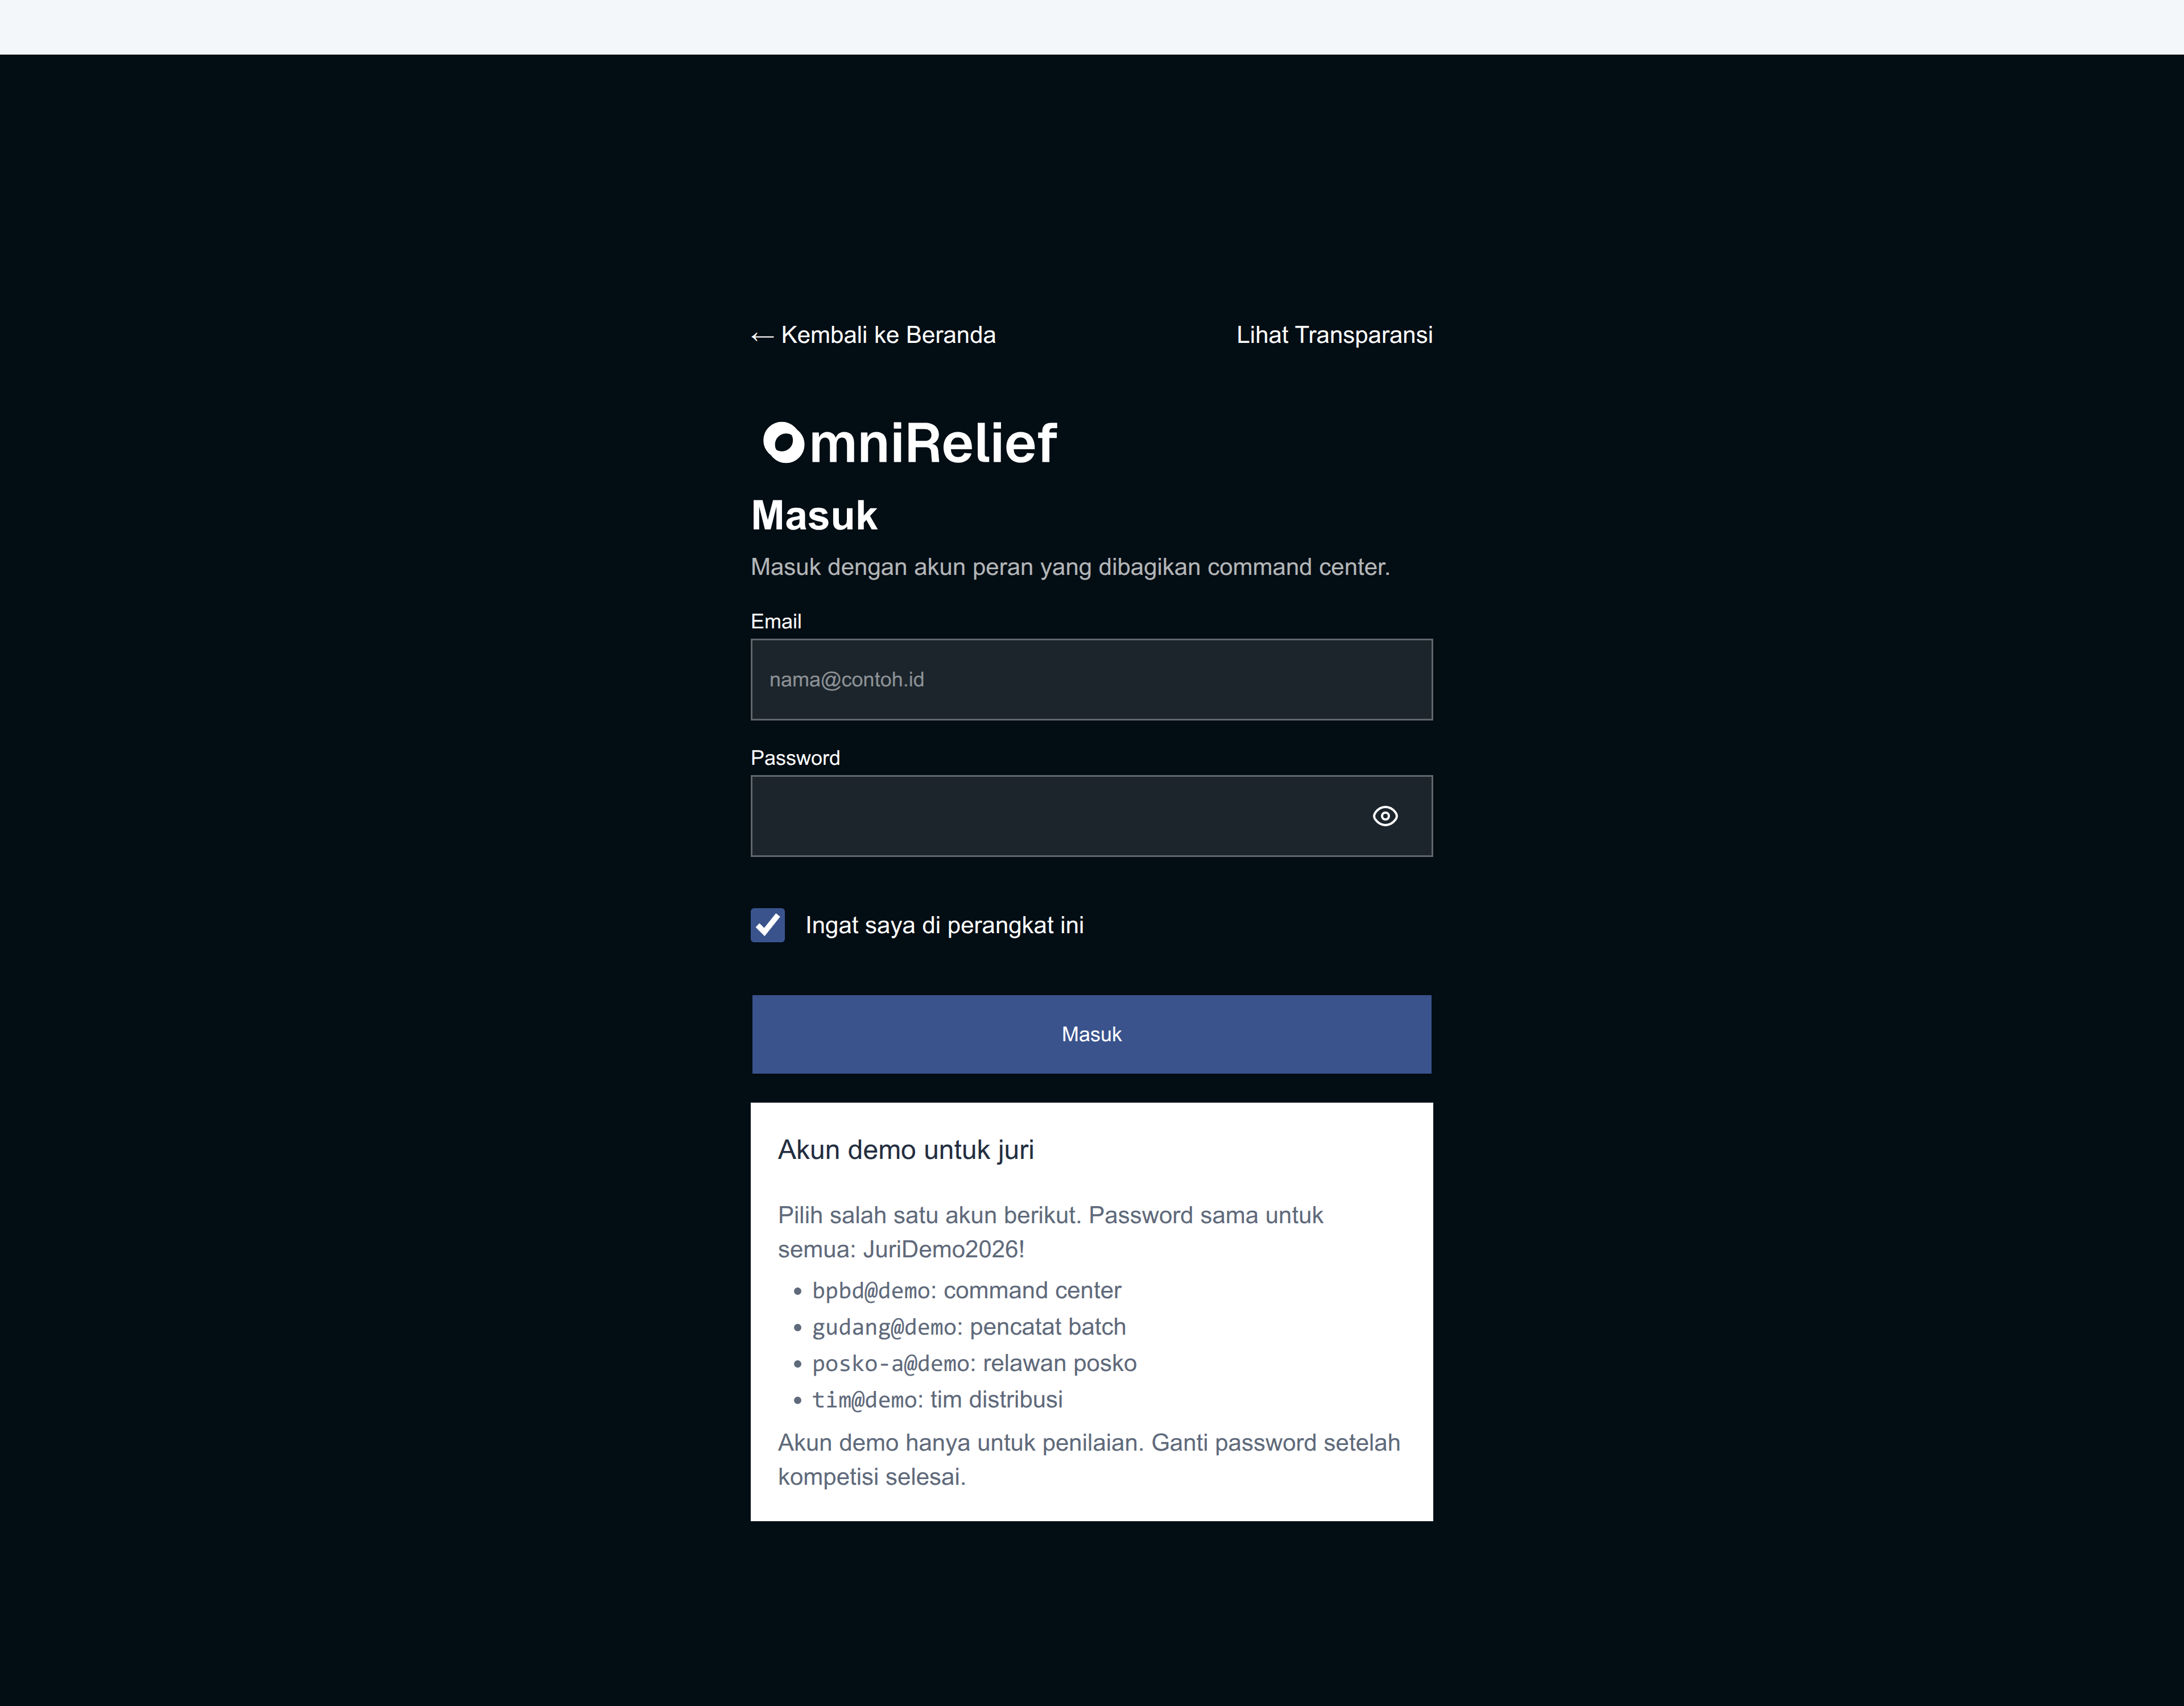 ← Kembali ke Beranda
Lihat Transparansi
OmniRelief
Masuk
Masuk dengan akun peran yang dibagikan command center.
Email
nama@contoh.id
Password
Ingat saya di perangkat ini
Masuk
Akun demo untuk juri
Pilih salah satu akun berikut. Password sama untuk
semua: JuriDemo2026!
• bpbd@demo: command center
• gudang@demo: pencatat batch
• posko-a@demo: relawan posko
• tim@demo: tim distribusi
Akun demo hanya untuk penilaian. Ganti password setelah
kompetisi selesai.